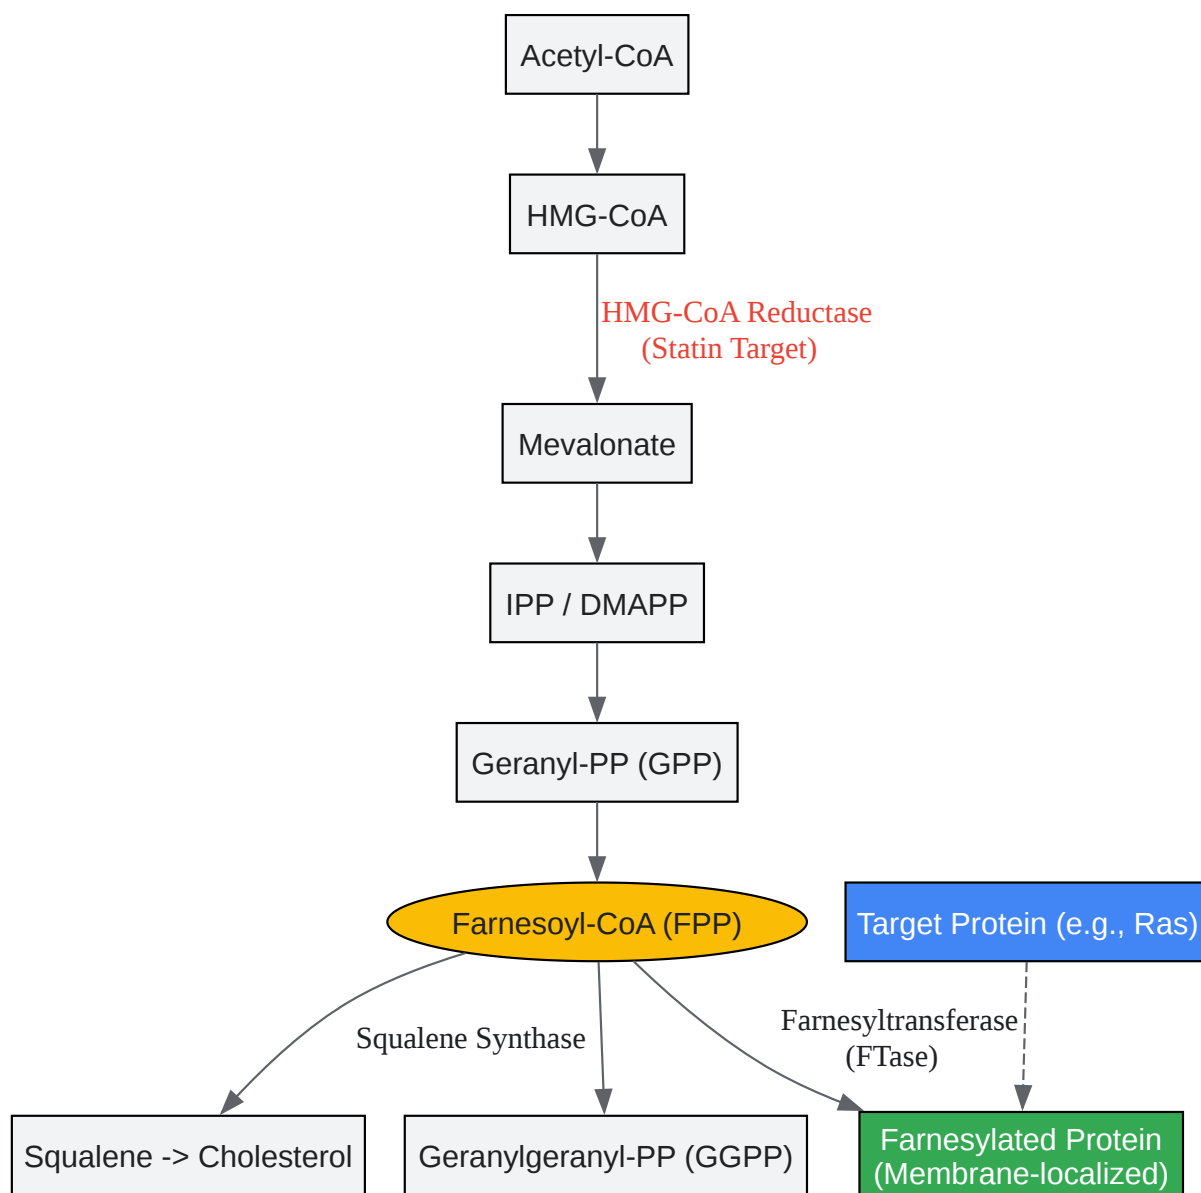 Acetyl-CoA
HMG-CoA
HMG-CoA Reductase
(Statin Target)
Mevalonate
IPP / DMAPP
Geranyl-PP (GPP)
Farnesoyl-CoA (FPP)
Target Protein (e.g., Ras)
Squalene Synthase
Farnesyltransferase
(FTase)
Squalene -> Cholesterol
Geranylgeranyl-PP (GGPP)
Farnesylated Protein
(Membrane-localized)